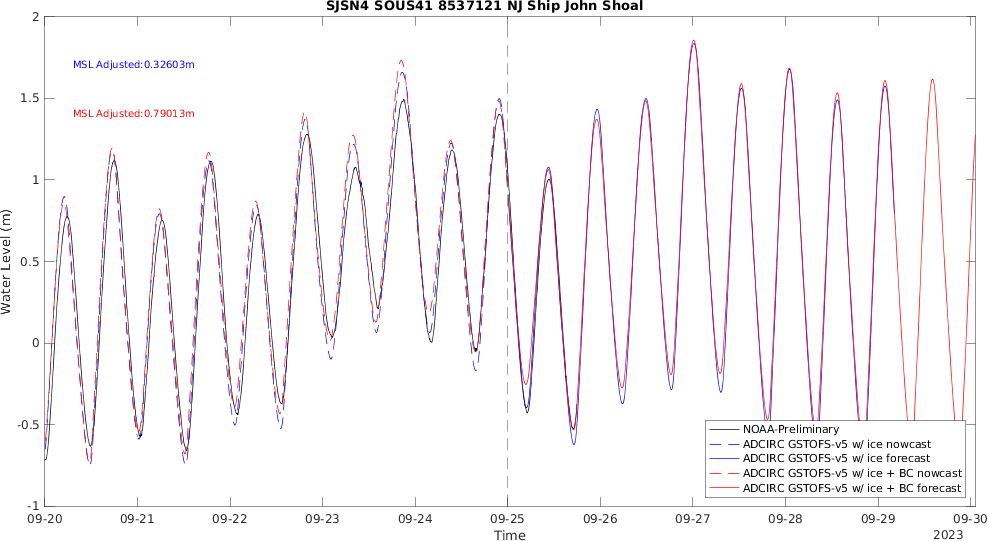 SJSN4 SOUS41 8537121 NJ Ship John Shoal
2
1.5
1
0.5
0
-0.5
-1
Water Level (m)
MSL Adjusted:0.32603m
MSL Adjusted:0.79013m
NOAA-Preliminary
ADCIRC GSTOFS-v5 w/ ice nowcast
ADCIRC GSTOFS-v5 w/ ice forecast
ADCIRC GSTOFS-v5 w/ ice + BC nowcast
ADCIRC GSTOFS-v5 w/ ice + BC forecast
09-20 09-21 09-22 09-23 09-24 09-25 09-26 09-27 09-28 09-29 09-30
Time
2023